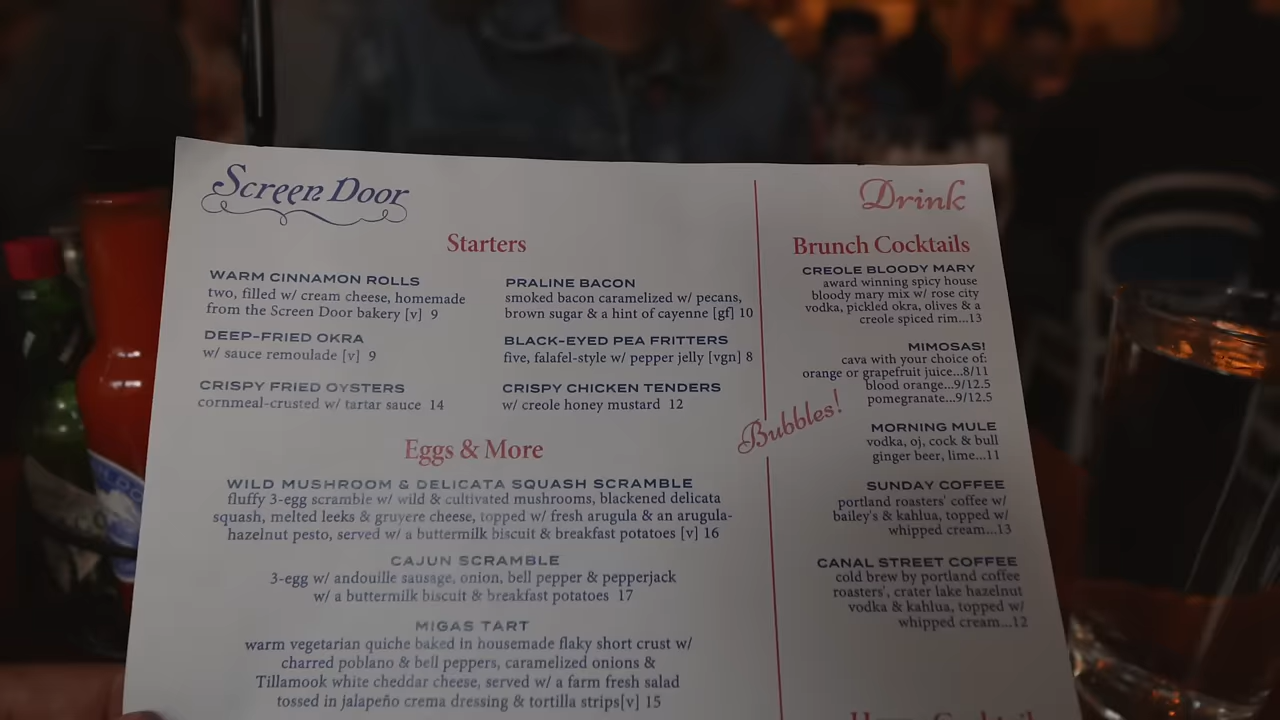 Screen Door
Starters
WARM CINNAMON ROLLS
two, filled w/ cream cheese, homemade
from the Screen Door bakery [v] 9
DEEP-FRIED OKRA
w/ sauce remoulade [v] 9
CRISPY FRIED OYSTERS
cornmeal-crusted w/ tartar sauce 14
PRALINE BACON
smoked bacon caramelized w/ pecans,
brown sugar & a hint of cayenne [gf] 10
BLACK-EYED PEA FRITTERS
five, falafel-style w/ pepper jelly [vgn] 8
CRISPY CHICKEN TENDERS
w/ creole honey mustard 12
Eggs & More
WILD MUSHROOM & DELICATA SQUASH SCRAMBLE
fluffy 3-egg scramble w/ wild & cultivated mushrooms, blackened delicata
squash, melted leeks & gruyere cheese, topped w/ fresh arugula & an arugula-
hazelnut pesto, served w/ a buttermilk biscuit & breakfast potatoes [v] 16
CAJUN SCRAMBLE
3-egg w/ andouille sausage, onion, bell pepper & pepperjack
w/ a buttermilk biscuit & breakfast potatoes 17
MIGAS TART
warm vegetarian quiche baked in housemade flaky short crust w/
charred poblano & bell peppers, caramelized onions &
Tillamook white cheddar cheese, served w/ a farm fresh salad
tossed in jalapeño crema dressing & tortilla strips[v] 15
Drink
Brunch Cocktails
CREOLE BLOODY MARY
award winning spicy house
bloody mary mix w/ rose city
vodka, pickled okra, olives & a
creole spiced rim...13
MIMOSAS!
cava with your choice of:
orange or grapefruit juice...8/11
blood orange...9/12.5
pomegranate...9/12.5
Bubbles!
MORNING MULE
vodka, oj, cock & bull
ginger beer, lime...11
SUNDAY COFFEE
portland roasters' coffee w/
bailey's & kahlua, topped w/
whipped cream...13
CANAL STREET COFFEE
cold brew by portland coffee
roasters', crater lake hazelnut
vodka & kahlua, topped w/
whipped cream...12